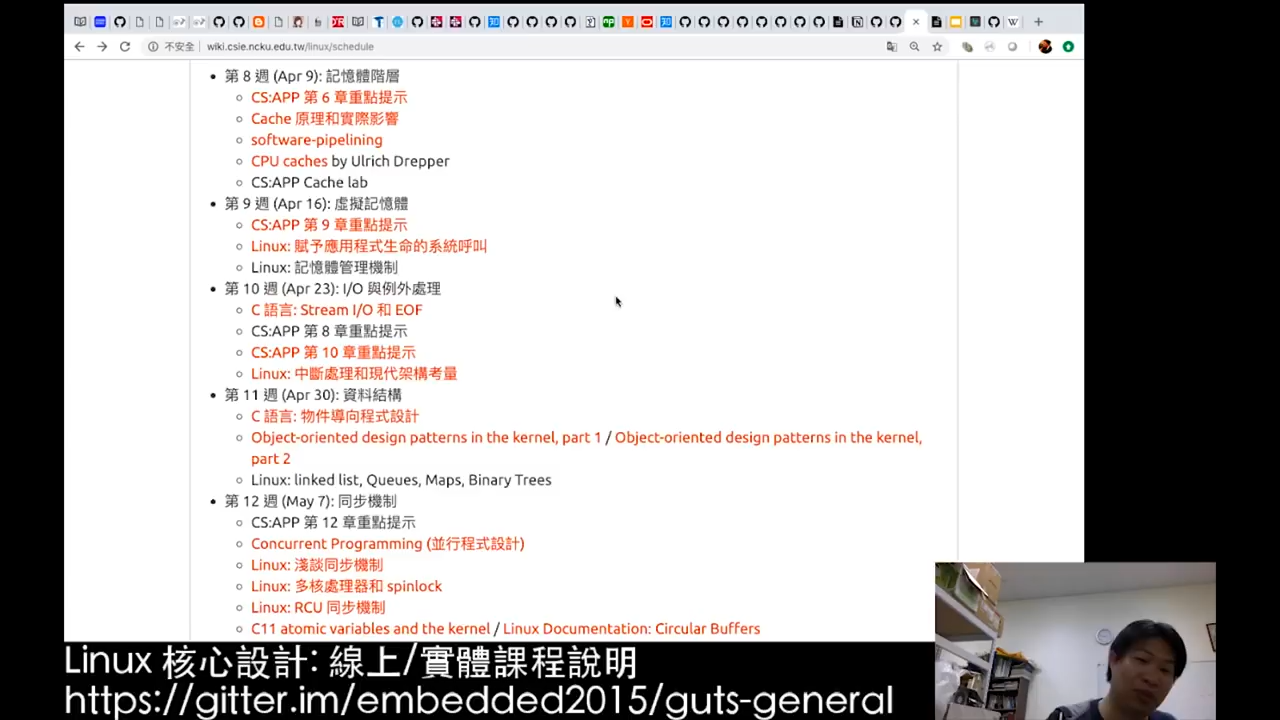 不安全 wiki.csie.ncku.edu.tw/linux/schedule
第 8 週 (Apr 9): 記憶體階層
CS:APP 第 6 章重點提示
Cache 原理和實際影響
software-pipelining
CPU caches by Ulrich Drepper
CS:APP Cache lab
第 9 週 (Apr 16): 虛擬記憶體
CS:APP 第 9 章重點提示
Linux: 賦予應用程式生命的系統呼叫
Linux: 記憶體管理機制
第 10 週 (Apr 23): I/O 與例外處理
C 語言: Stream I/O 和 EOF
CS:APP 第 8 章重點提示
CS:APP 第 10 章重點提示
Linux: 中斷處理和現代架構考量
第 11 週 (Apr 30): 資料結構
C 語言: 物件導向程式設計
Object-oriented design patterns in the kernel, part 1 / Object-oriented design patterns in the kernel,
part 2
Linux: linked list, Queues, Maps, Binary Trees
第 12 週 (May 7): 同步機制
CS:APP 第 12 章重點提示
Concurrent Programming (並行程式設計)
Linux: 淺談同步機制
Linux: 多核處理器和 spinlock
Linux: RCU 同步機制
C11 atomic variables and the kernel / Linux Documentation: Circular Buffers
Linux 核心設計: 線上/實體課程說明
https://gitter.im/embedded2015/guts-general